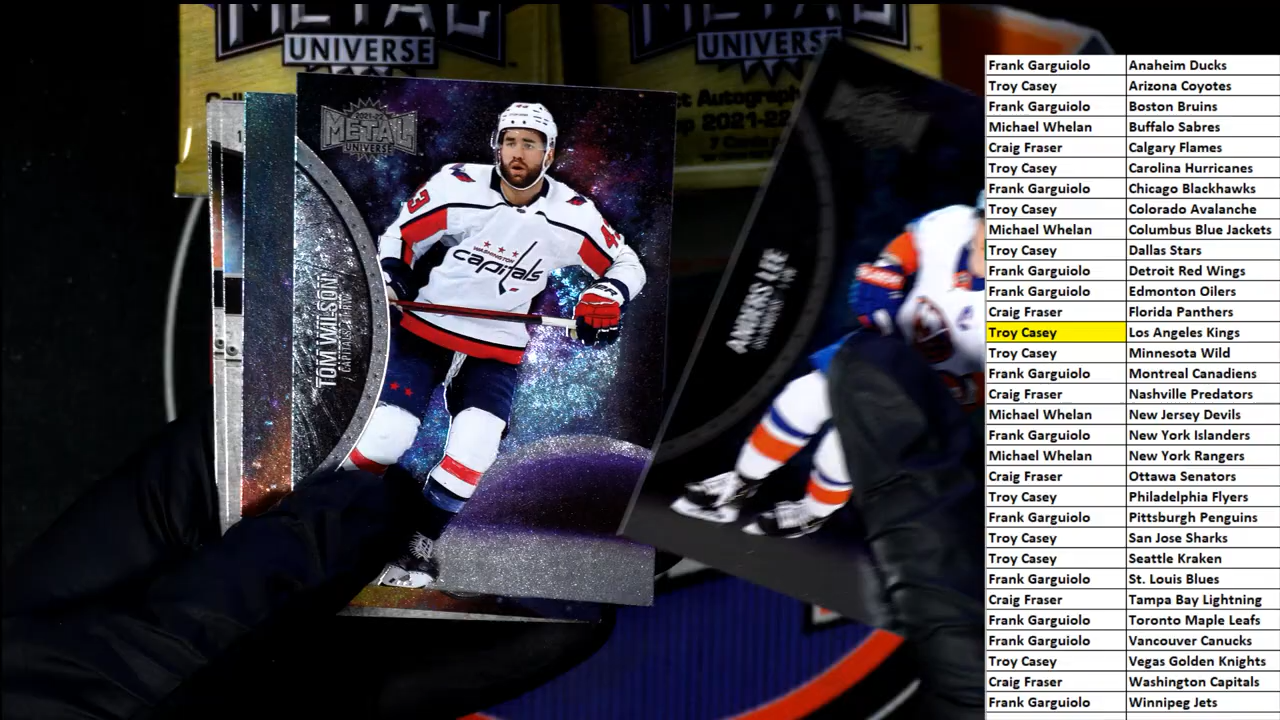 METAL
UNIVERSE
METAL
UNIVERSE
2021-22
METAL
UNIVERSE
43
43
WASHINGTON
capitals
TOM WILSON
ANDERS LEE
Frank Garguiolo Anaheim Ducks
Troy Casey Arizona Coyotes
Frank Garguiolo Boston Bruins
Michael Whelan Buffalo Sabres
Craig Fraser Calgary Flames
Troy Casey Carolina Hurricanes
Frank Garguiolo Chicago Blackhawks
Troy Casey Colorado Avalanche
Michael Whelan Columbus Blue Jackets
Troy Casey Dallas Stars
Frank Garguiolo Detroit Red Wings
Frank Garguiolo Edmonton Oilers
Craig Fraser Florida Panthers
Troy Casey Los Angeles Kings
Troy Casey Minnesota Wild
Frank Garguiolo Montreal Canadiens
Craig Fraser Nashville Predators
Michael Whelan New Jersey Devils
Frank Garguiolo New York Islanders
Michael Whelan New York Rangers
Craig Fraser Ottawa Senators
Troy Casey Philadelphia Flyers
Frank Garguiolo Pittsburgh Penguins
Troy Casey San Jose Sharks
Troy Casey Seattle Kraken
Frank Garguiolo St. Louis Blues
Craig Fraser Tampa Bay Lightning
Frank Garguiolo Toronto Maple Leafs
Frank Garguiolo Vancouver Canucks
Troy Casey Vegas Golden Knights
Craig Fraser Washington Capitals
Frank Garguiolo Winnipeg Jets